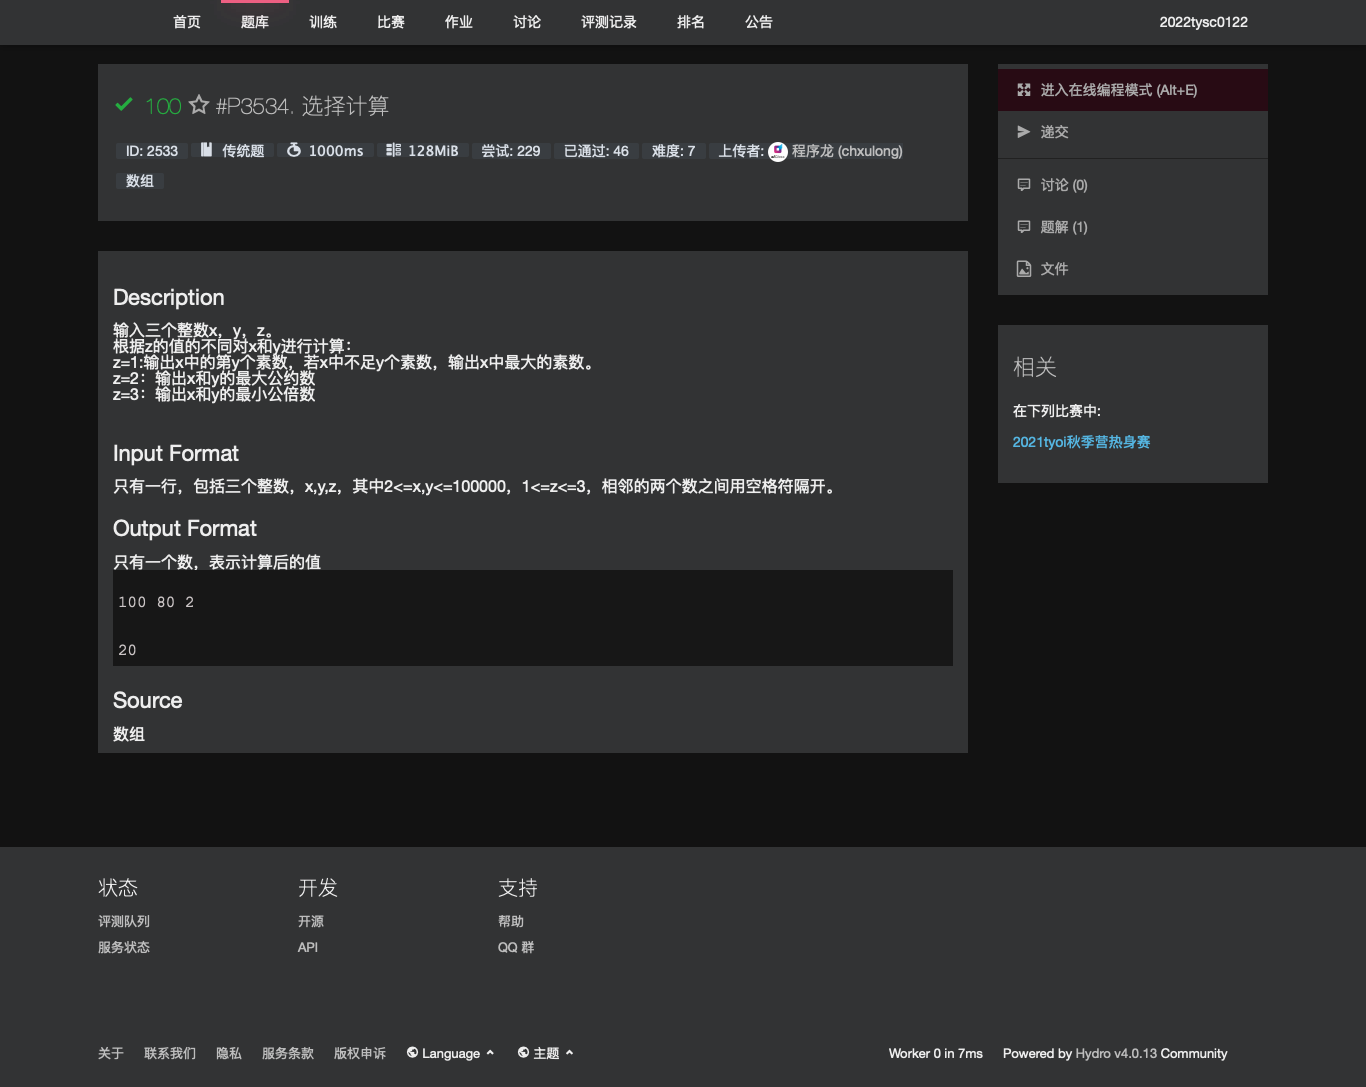 首页 题库 训练 比赛 作业 讨论 评测记录 排名 公告 2022tysc0122
100 #P3534. 选择计算
ID: 2533 传统题 1000ms 128MiB 尝试: 229 已通过: 46 难度: 7 上传者: 程序龙 (chxulong)
数组
Description
输入三个整数x，y，z。
根据z的值的不同对x和y进行计算：
z=1:输出x中的第y个素数，若x中不足y个素数，输出x中最大的素数。
z=2：输出x和y的最大公约数
z=3：输出x和y的最小公倍数
Input Format
只有一行，包括三个整数，x,y,z，其中2<=x,y<=100000，1<=z<=3，相邻的两个数之间用空格符隔开。
Output Format
只有一个数，表示计算后的值
100 80 2
20
Source
数组
进入在线编程模式 (Alt+E)
递交
讨论 (0)
题解 (1)
文件
相关
在下列比赛中:
2021tyoi秋季营热身赛
状态 开发 支持
评测队列 开源 帮助
服务状态 API QQ 群
关于 联系我们 隐私 服务条款 版权申诉 Language 主题 Worker 0 in 7ms Powered by Hydro v4.0.13 Community